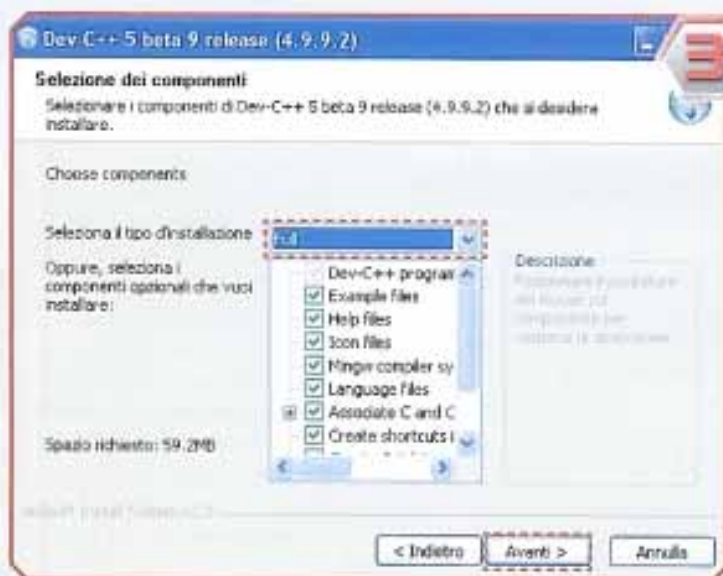 Dev-C++ 5 beta 9 release (4.9.9.2)
3
Selezione dei componenti
Selezionare i componenti di Dev-C++ 5 beta 9 release (4.9.9.2) che si desidera
installare.
Choose components
Seleziona il tipo d'installazione
Full
Oppure, seleziona i
componenti opzionali che vuoi
installare:
Dev-C++ program
Example files
Help files
Icon files
Mingw compiler sy
Language files
Associate C and C
Create shortcuts i
Descrizione
Spazio richiesto: 59.2MB
< Indietro
Avanti >
Annulla